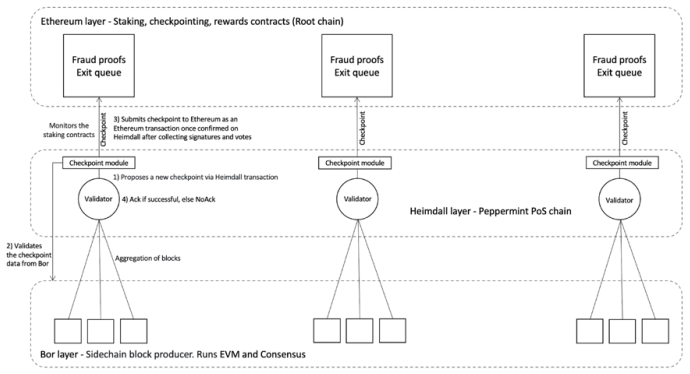 Ethereum layer - Staking, checkpointing, rewards contracts (Root chain)
Fraud proofs
Exit queue
Fraud proofs
Exit queue
Fraud proofs
Exit queue
Monitors the
staking contracts
Checkpoint
3) Submits checkpoint to Ethereum as an
Ethereum transaction once confirmed on
Heimdall after collecting signatures and votes
Checkpoint
Checkpoint
Checkpoint module
Checkpoint module
Checkpoint module
1) Proposes a new checkpoint via Heimdall transaction
Validator
4) Ack if successful, else NoAck
Validator
Validator
Heimdall layer - Peppermint PoS chain
2) Validates
the checkpoint
data from Bor
Aggregation of blocks
Bor layer - Sidechain block producer. Runs EVM and Consensus